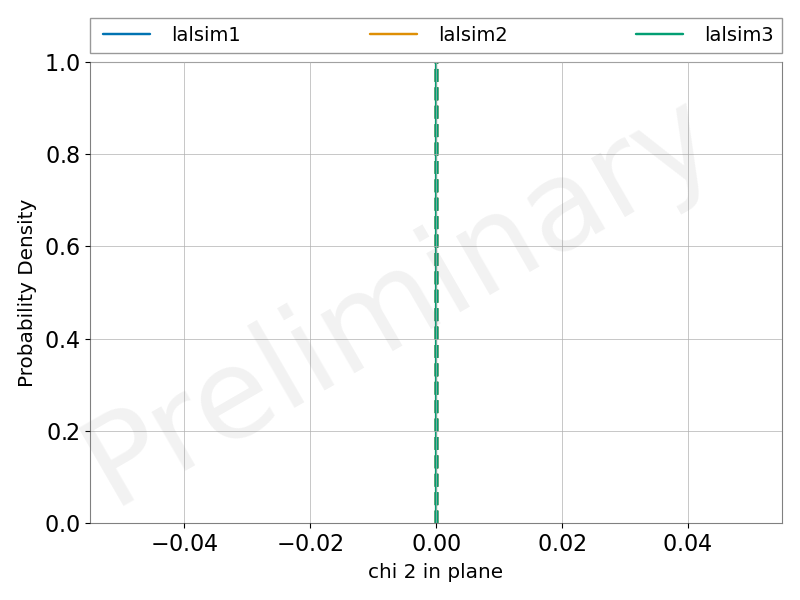 lalsim1 lalsim2 lalsim3
1.0
0.8
0.6
0.4
0.2
0.0
Probability Density
Preliminary
−0.04 −0.02 0.00 0.02 0.04
chi 2 in plane